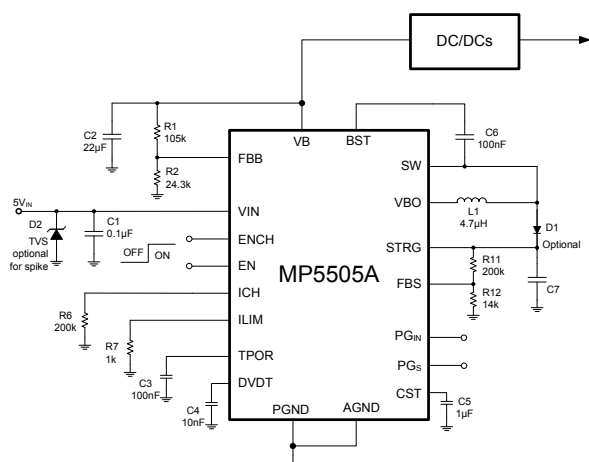 DC/DCs
C2
22µF
R1
105k
R2
24.3k
VB
BST
C6
100nF
FBB
SW
5VIN
D2
TVS
optional
for spike
C1
0.1µF
VIN
VBO
L1
4.7µH
D1
Optional
OFF
ON
ENCH
EN
STRG
R11
200k
C7
MP5505A
FBS
R12
14k
R6
200k
ICH
R7
1k
ILIM
PGIN
C3
100nF
TPOR
PGS
C4
10nF
DVDT
CST
C5
1µF
PGND
AGND